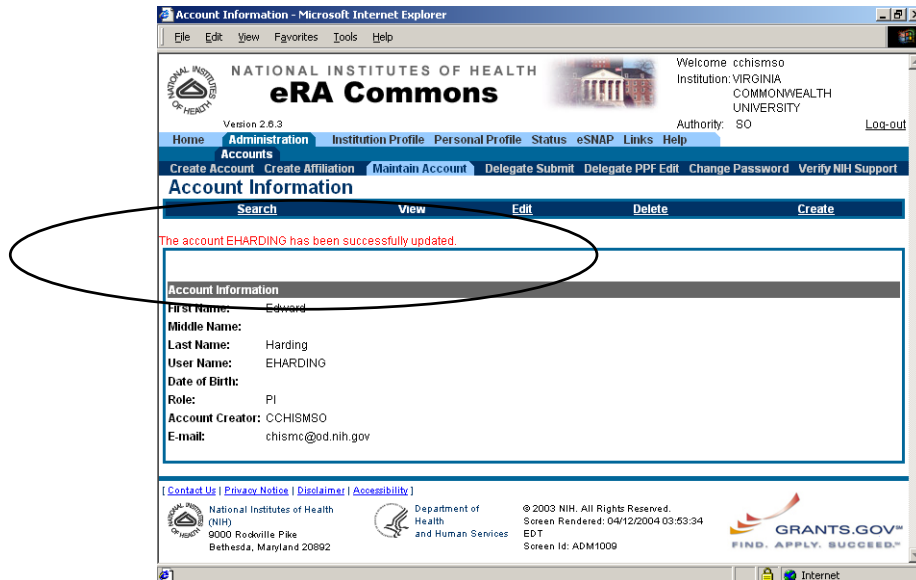 Account Information - Microsoft Internet Explorer
File Edit View Favorites Tools Help
NATIONAL INSTITUTES OF HEALTH
eRA Commons
Version 2.6.3
Welcome cchismso
Institution: VIRGINIA
COMMONWEALTH
UNIVERSITY
Authority: SO
Log-out
Home Administration Institution Profile Personal Profile Status eSNAP Links Help
Accounts
Create Account Create Affiliation Maintain Account Delegate Submit Delegate PPF Edit Change Password Verify NIH Support
Account Information
Search View Edit Delete Create
The account EHARDING has been successfully updated.
Account Information
First Name: Edward
Middle Name:
Last Name: Harding
User Name: EHARDING
Date of Birth:
Role: PI
Account Creator: CCHISMSO
E-mail: chismc@od.nih.gov
[ Contact Us | Privacy Notice | Disclaimer | Accessibility ]
National Institutes of Health
(NIH)
9000 Rockville Pike
Bethesda, Maryland 20892
Department of
Health
and Human Services
© 2003 NIH. All Rights Reserved.
Screen Rendered: 04/12/2004 03:53:34
EDT
Screen Id: ADM1009
GRANTS.GOV℠
FIND. APPLY. SUCCEED.℠
Internet